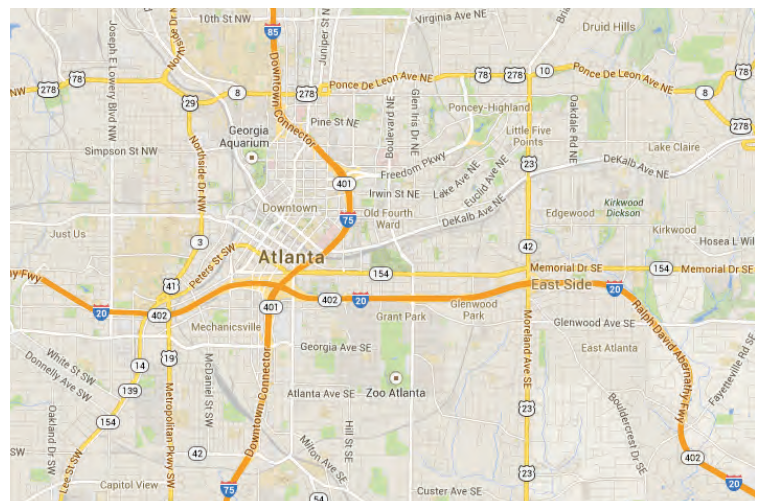 10th St NW
Virginia Ave NE
Druid Hills
Joseph E Lowery Blvd NW
85
Juniper St NE
78
278
NW
8
278
Ponce De Leon Ave NE
78
278
10
Ponce De Leon Ave NE
78
8
278
29
Downtown Connector
Pine St NE
Boulevard NE
Glen Iris Dr NE
Poncey-Highland
Oakdale Rd NE
Georgia
Aquarium
Little Five
Points
Simpson St NW
Northside Dr NW
Lake Claire
Freedom Pkwy
23
DeKalb Ave NE
401
Irwin St NE
Lake Ave NE
Euclid Ave NE
Downtown
75
Old Fourth
Ward
DeKalb Ave NE
Edgewood
Kirkwood
Dickson
Just Us
Kirkwood
3
Peters St SW
Atlanta
42
Hosea L Wil
y Fwy
154
Memorial Dr SE
154
Memorial Dr SE
41
East Side
20
20
402
401
402
20
Glenwood
Park
Mechanicsville
Grant Park
Glenwood Ave SE
Ralph David Abernathy Fwy
White St SW
Donnelly Ave SW
14
19
McDaniel St SW
Georgia Ave SE
Moreland Ave SE
East Atlanta
Fayetteville Rd SE
139
Zoo Atlanta
154
Metropolitan Pkwy SW
Downtown Connector
Atlanta Ave SE
23
Bouldercrest Dr SE
Oakland Dr SW
Lee St SW
SW
42
Hill St SE
Milton Ave SE
402
Capitol View
75
54
Custer Ave SE
23
20